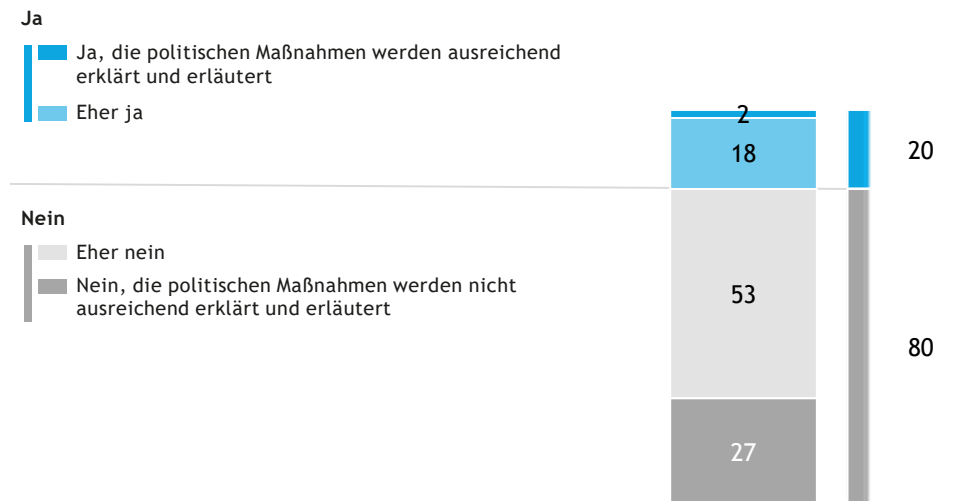 Ja
Ja, die politischen Maßnahmen werden ausreichend
erklärt und erläutert
Eher ja
2
18
20
Nein
Eher nein
Nein, die politischen Maßnahmen werden nicht
ausreichend erklärt und erläutert
53
80
27